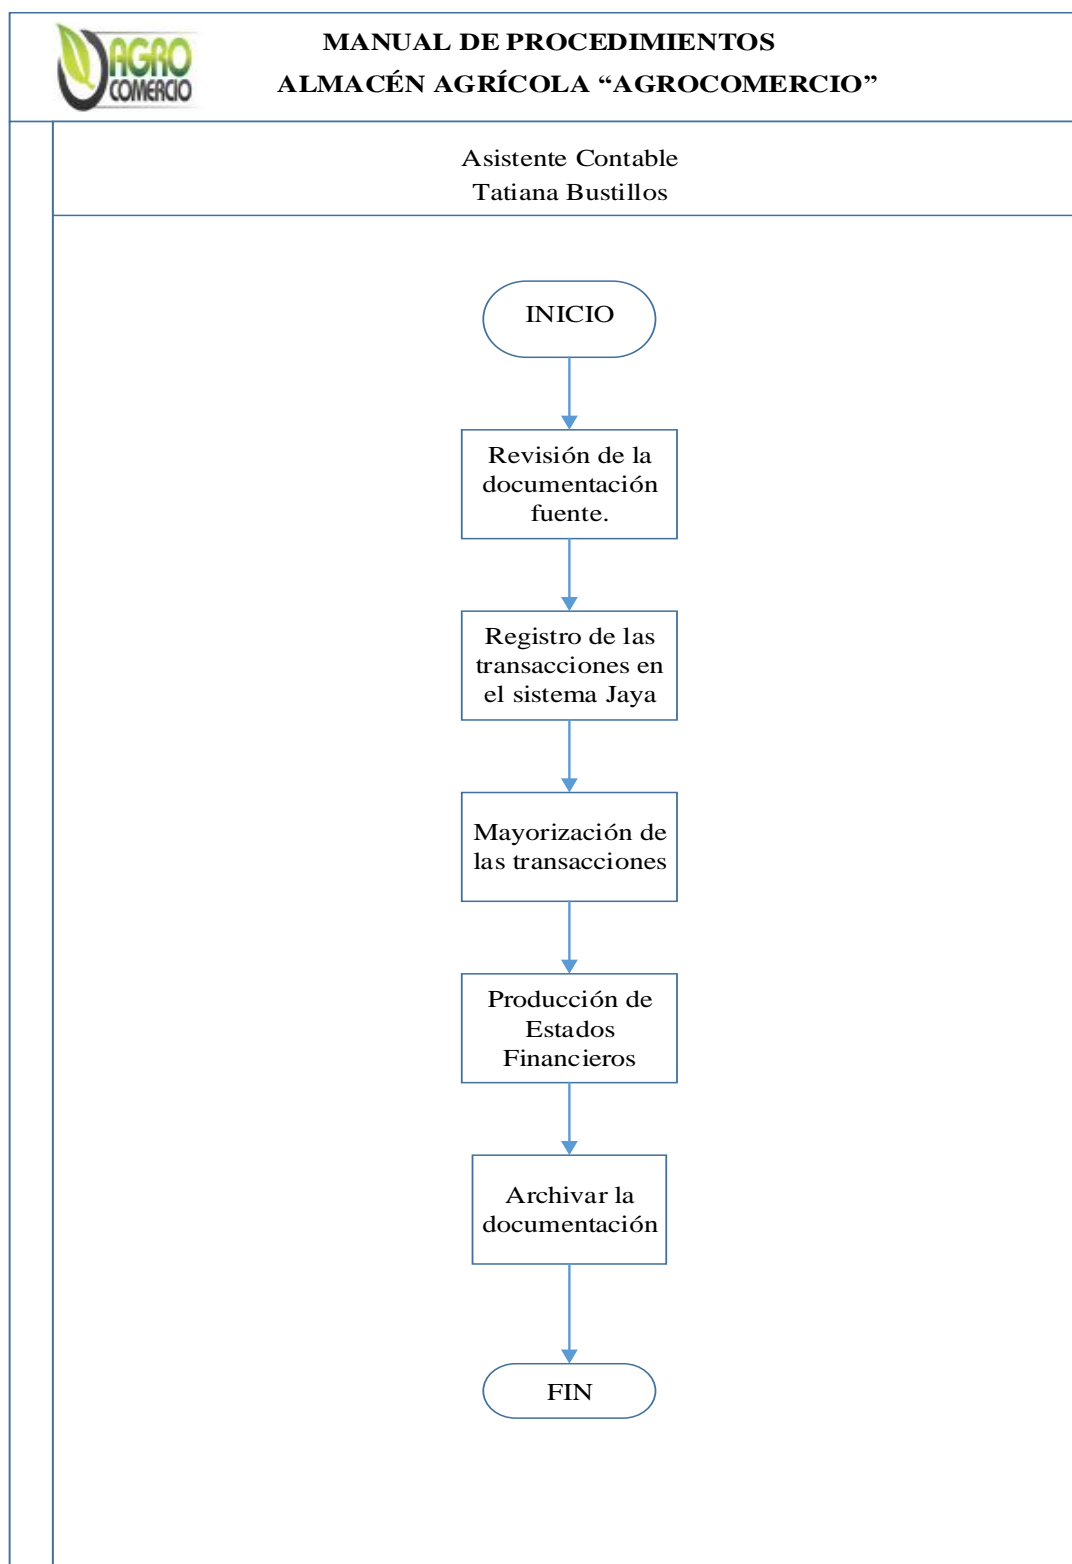 AGRO
COMERCIO
MANUAL DE PROCEDIMIENTOS
ALMACÉN AGRÍCOLA “AGROCOMERCIO”
Asistente Contable
Tatiana Bustillos
INICIO
Revisión de la
documentación
fuente.
Registro de las
transacciones en
el sistema Jaya
Mayorización de
las transacciones
Producción de
Estados
Financieros
Archivar la
documentación
FIN